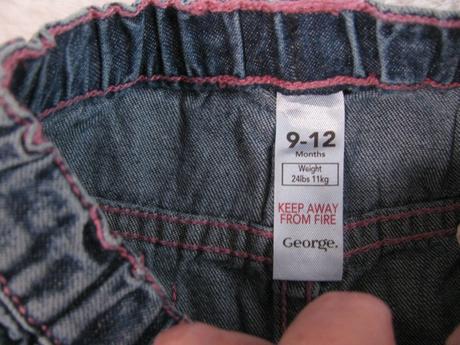 9-12
Months
Weight
24lbs 11kg
KEEP AWAY
FROM FIRE
George.